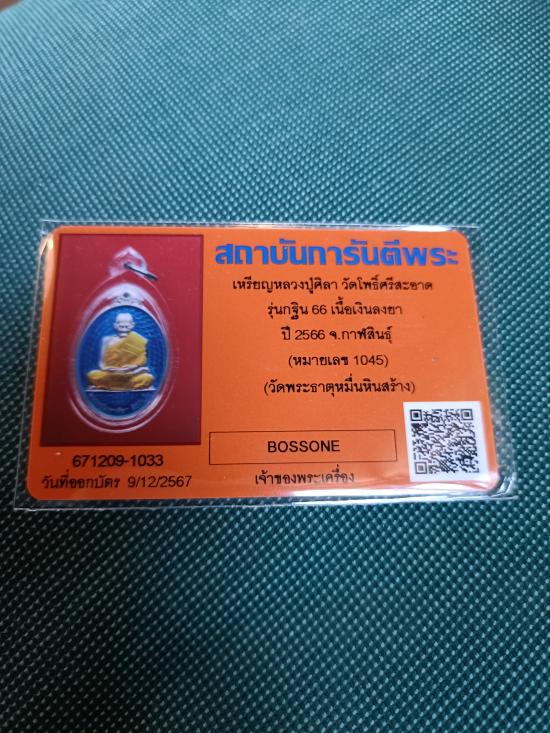 สถาบันการันตีพระ
เหรียญหลวงปู่ศิลา วัดโพธิ์ศรีสะอาด
รุ่นกฐิน 66 เนื้อเงินลงยา
ปี 2566 จ.กาฬสินธุ์
(หมายเลข 1045)
(วัดพระธาตุหมื่นหินสร้าง)
BOSSONE
เจ้าของพระเครื่อง
671209-1033
วันที่ออกบัตร 9/12/2567